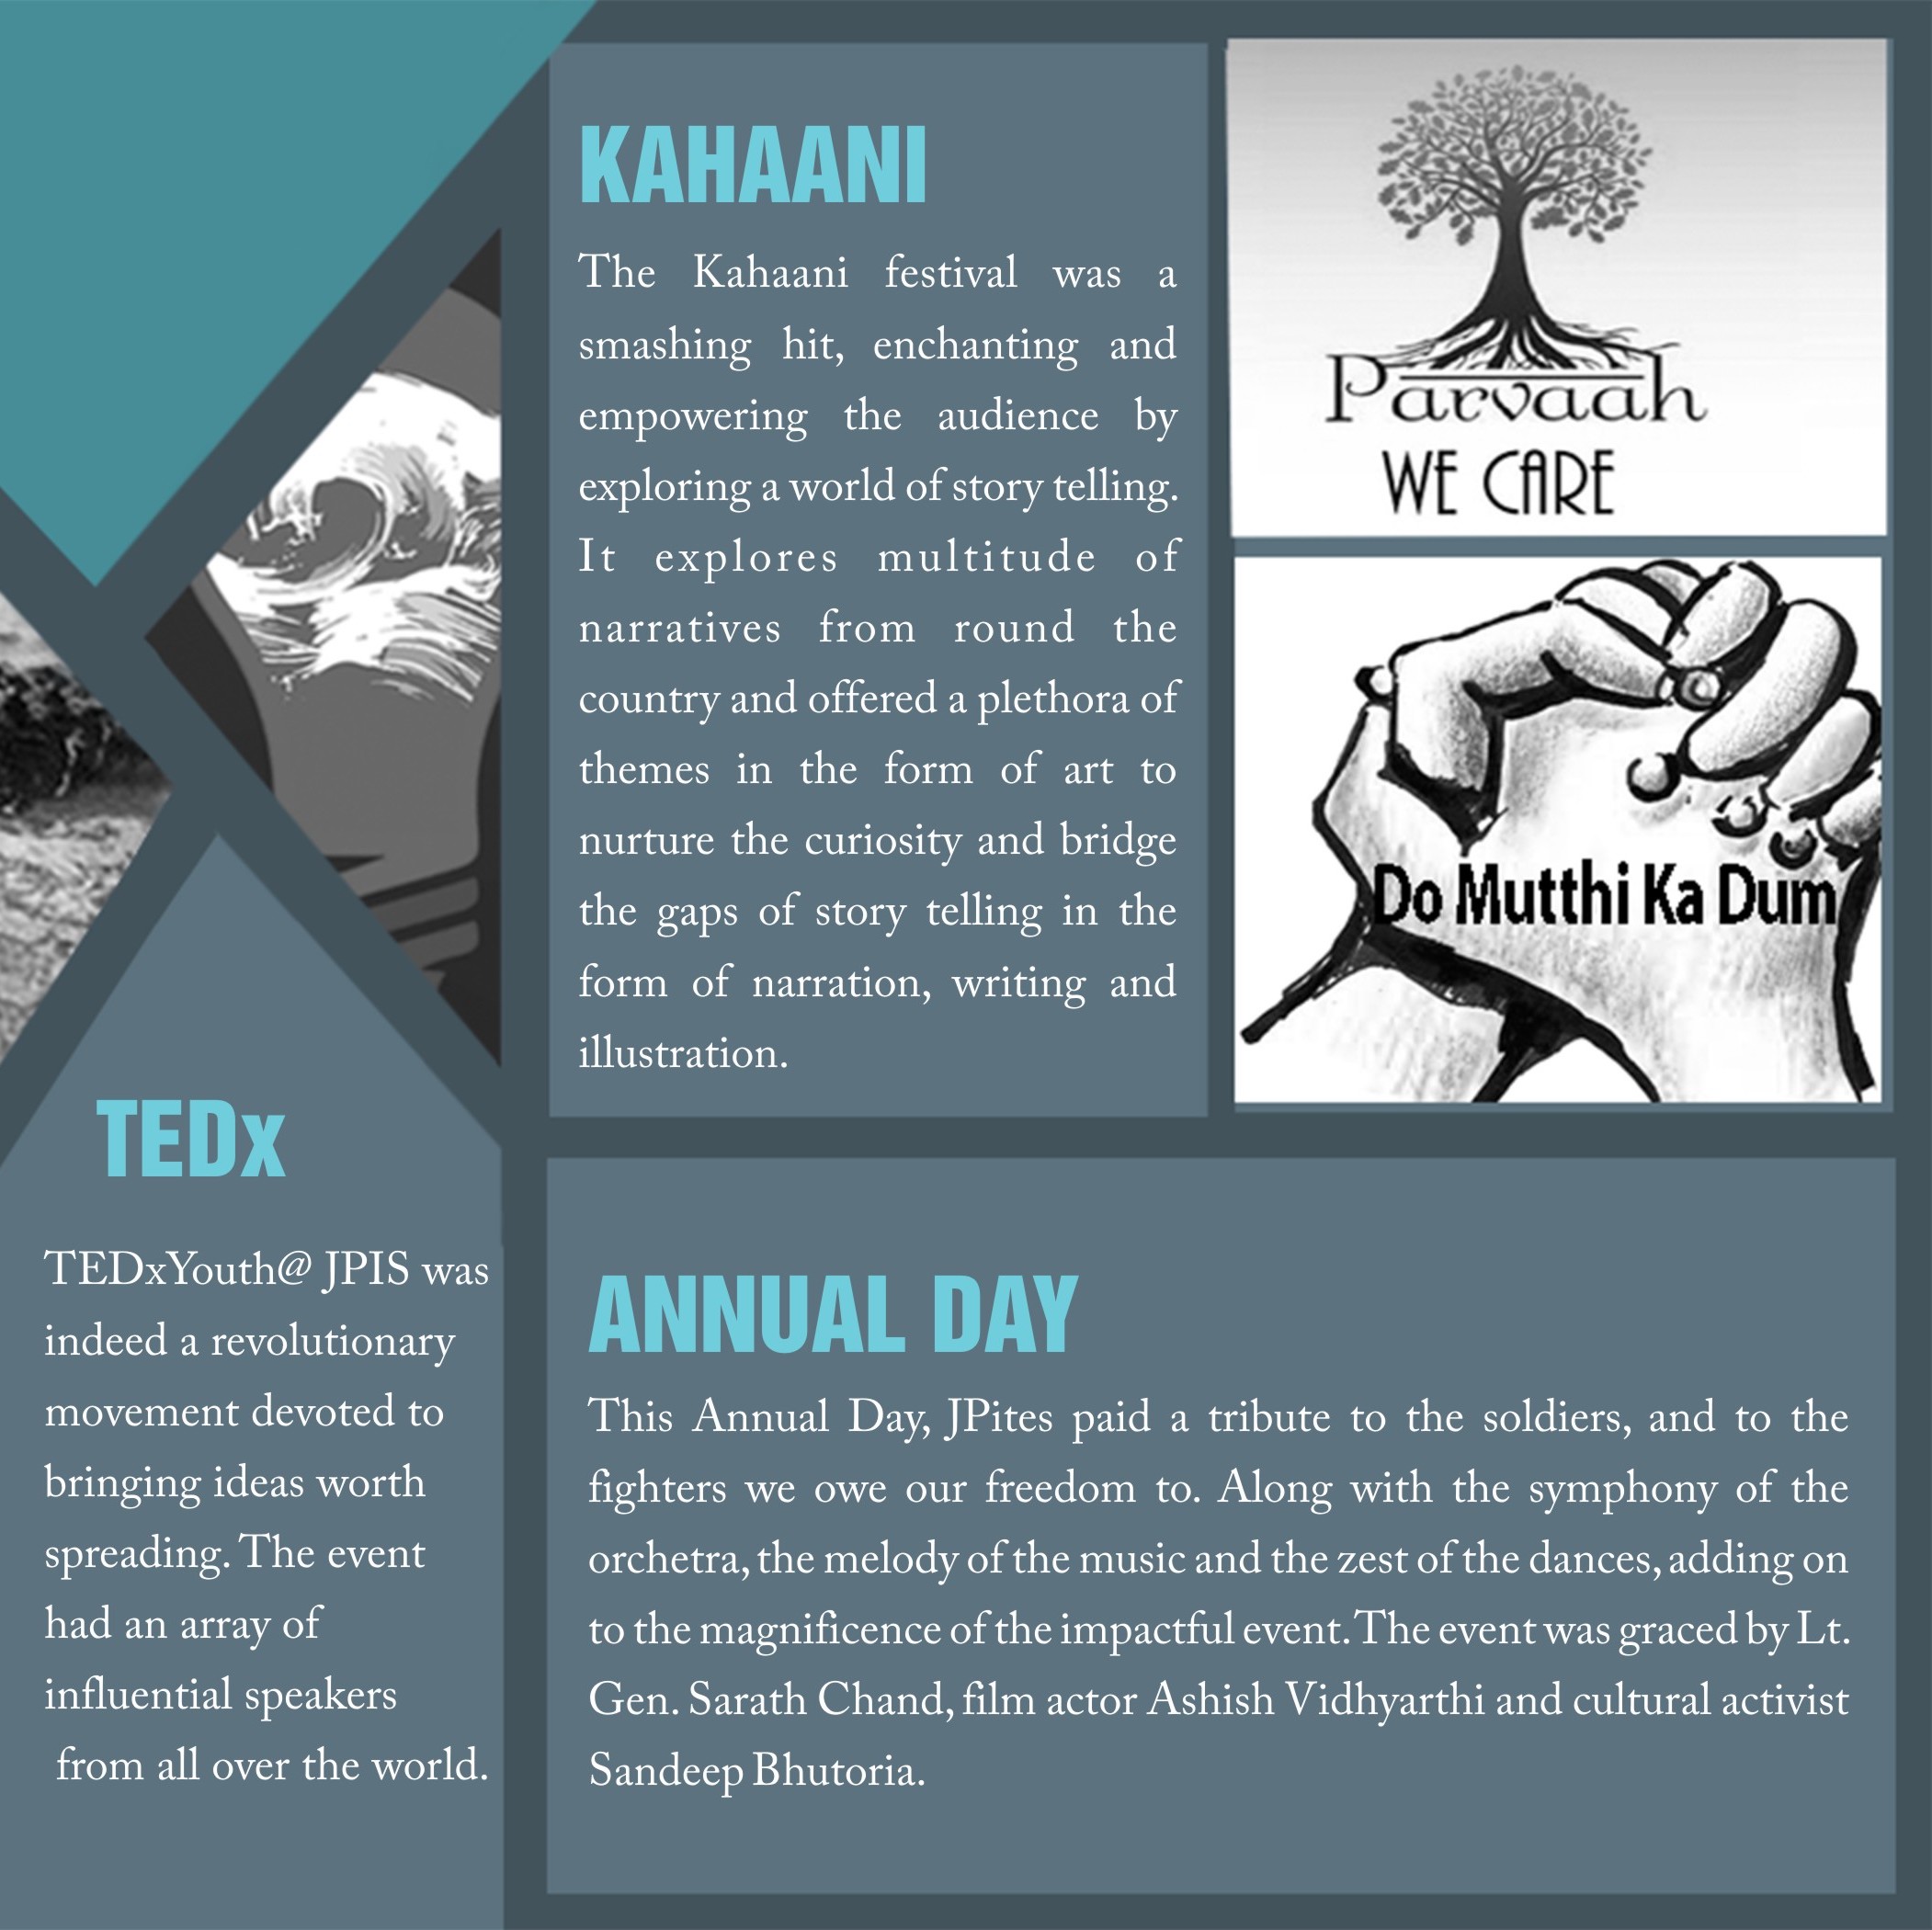 KAHAANI
The Kahaani festival was a
smashing hit, enchanting and
empowering the audience by
exploring a world of story telling.
It explores multitude of
narratives from round the
country and offered a plethora of
themes in the form of art to
nurture the curiosity and bridge
the gaps of story telling in the
form of narration, writing and
illustration.
Parvaah
WE CARE
Do Mutthi Ka Dum
TEDx
TEDxYouth@ JPIS was
indeed a revolutionary
movement devoted to
bringing ideas worth
spreading. The event
had an array of
influential speakers
from all over the world.
ANNUAL DAY
This Annual Day, JPites paid a tribute to the soldiers, and to the
fighters we owe our freedom to. Along with the symphony of the
orchetra, the melody of the music and the zest of the dances, adding on
to the magnificence of the impactful event. The event was graced by Lt.
Gen. Sarath Chand, film actor Ashish Vidhyarthi and cultural activist
Sandeep Bhutoria.